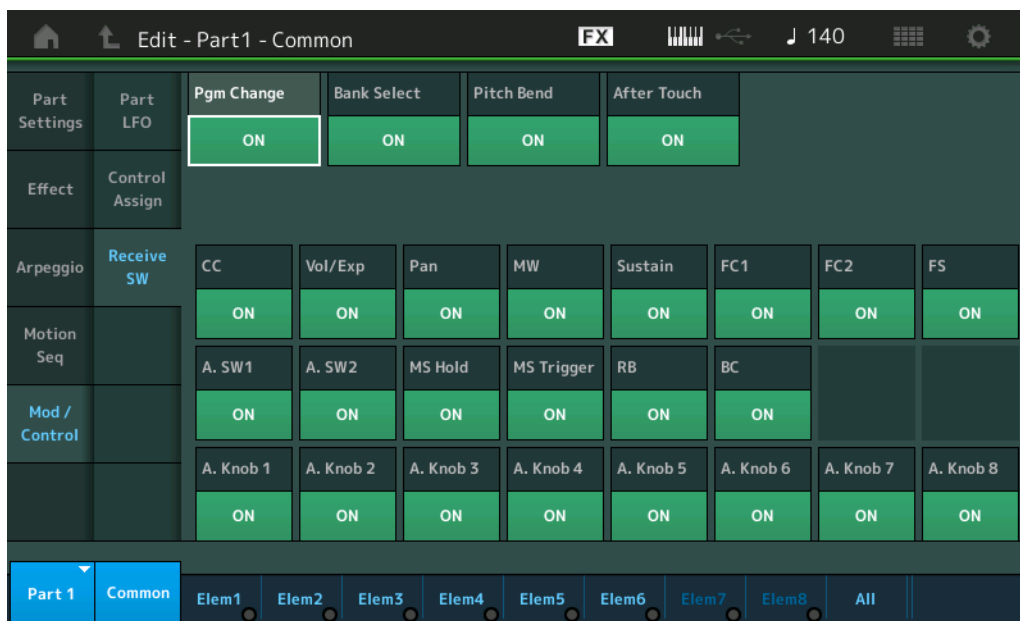 Edit - Part1 - Common FX 140
Part Settings
Effect
Arpeggio
Motion Seq
Mod / Control
Part LFO
Control Assign
Receive SW
Pgm Change Bank Select Pitch Bend After Touch
ON ON ON ON
CC Vol/Exp Pan MW Sustain FC1 FC2 FS
ON ON ON ON ON ON ON ON
A. SW1 A. SW2 MS Hold MS Trigger RB BC
ON ON ON ON ON ON
A. Knob 1 A. Knob 2 A. Knob 3 A. Knob 4 A. Knob 5 A. Knob 6 A. Knob 7 A. Knob 8
ON ON ON ON ON ON ON ON
Part 1 Common Elem1 Elem2 Elem3 Elem4 Elem5 Elem6 Elem7 Elem8 All